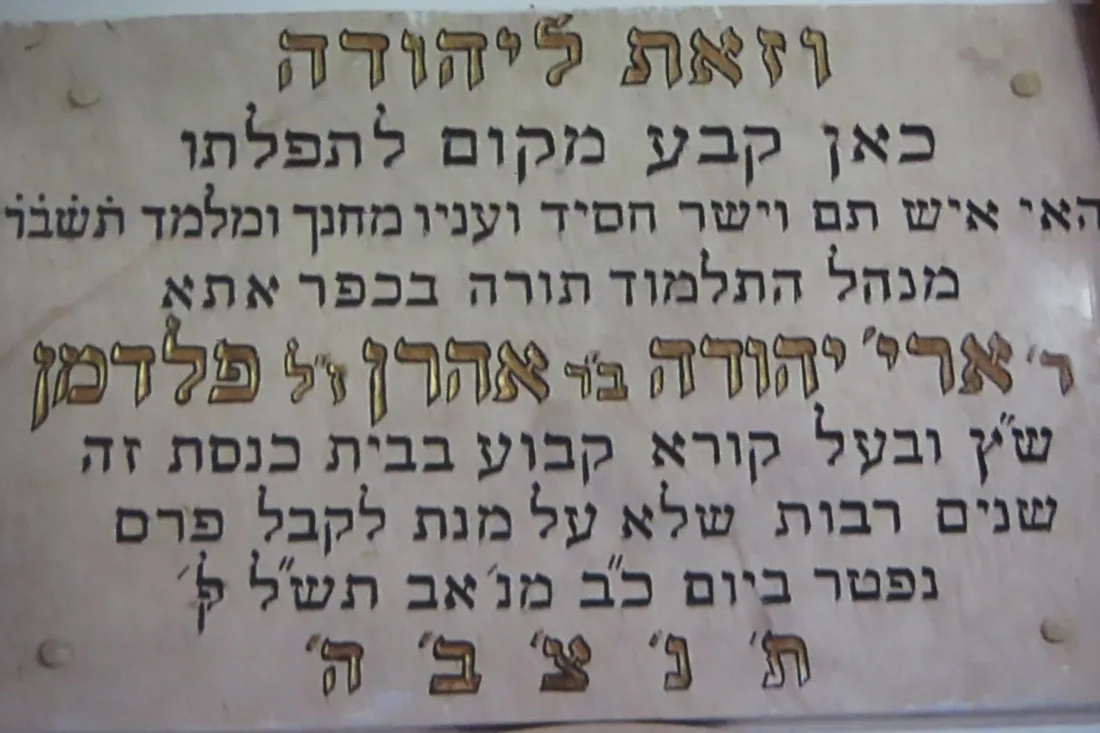 וזאת ליהודה
כאן קבע מקום לתפלתו
האי איש תם וישר חסיד ועניו מחנך ומלמד תשב״ר
מנהל התלמוד תורה בכפר אתא
ר׳ ארי׳ יהודה ב״ר אהרן ז״ל פלדמן
ש״ץ ובעל קורא קבוע בבית כנסת זה
שנים רבות שלא על מנת לקבל פרס
נפטר ביום כ״ב מנ׳ אב תש״ל לק׳
ת׳ נ׳ צ׳ ב׳ ה׳